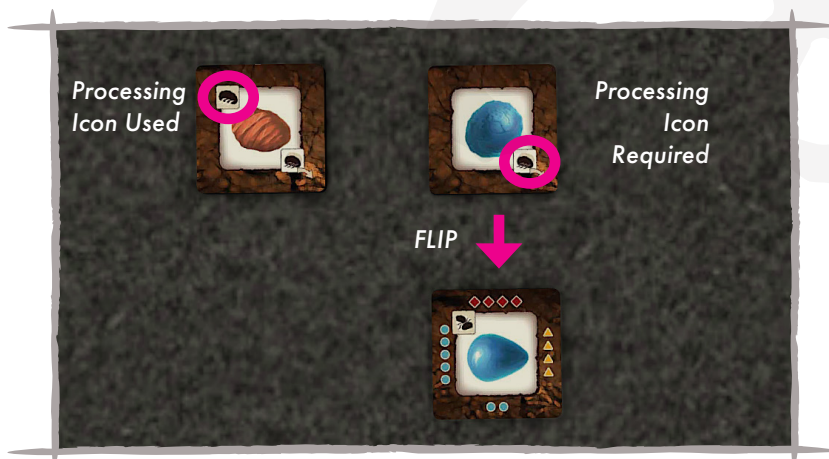 Processing
Icon Used
Processing
Icon
Required
FLIP